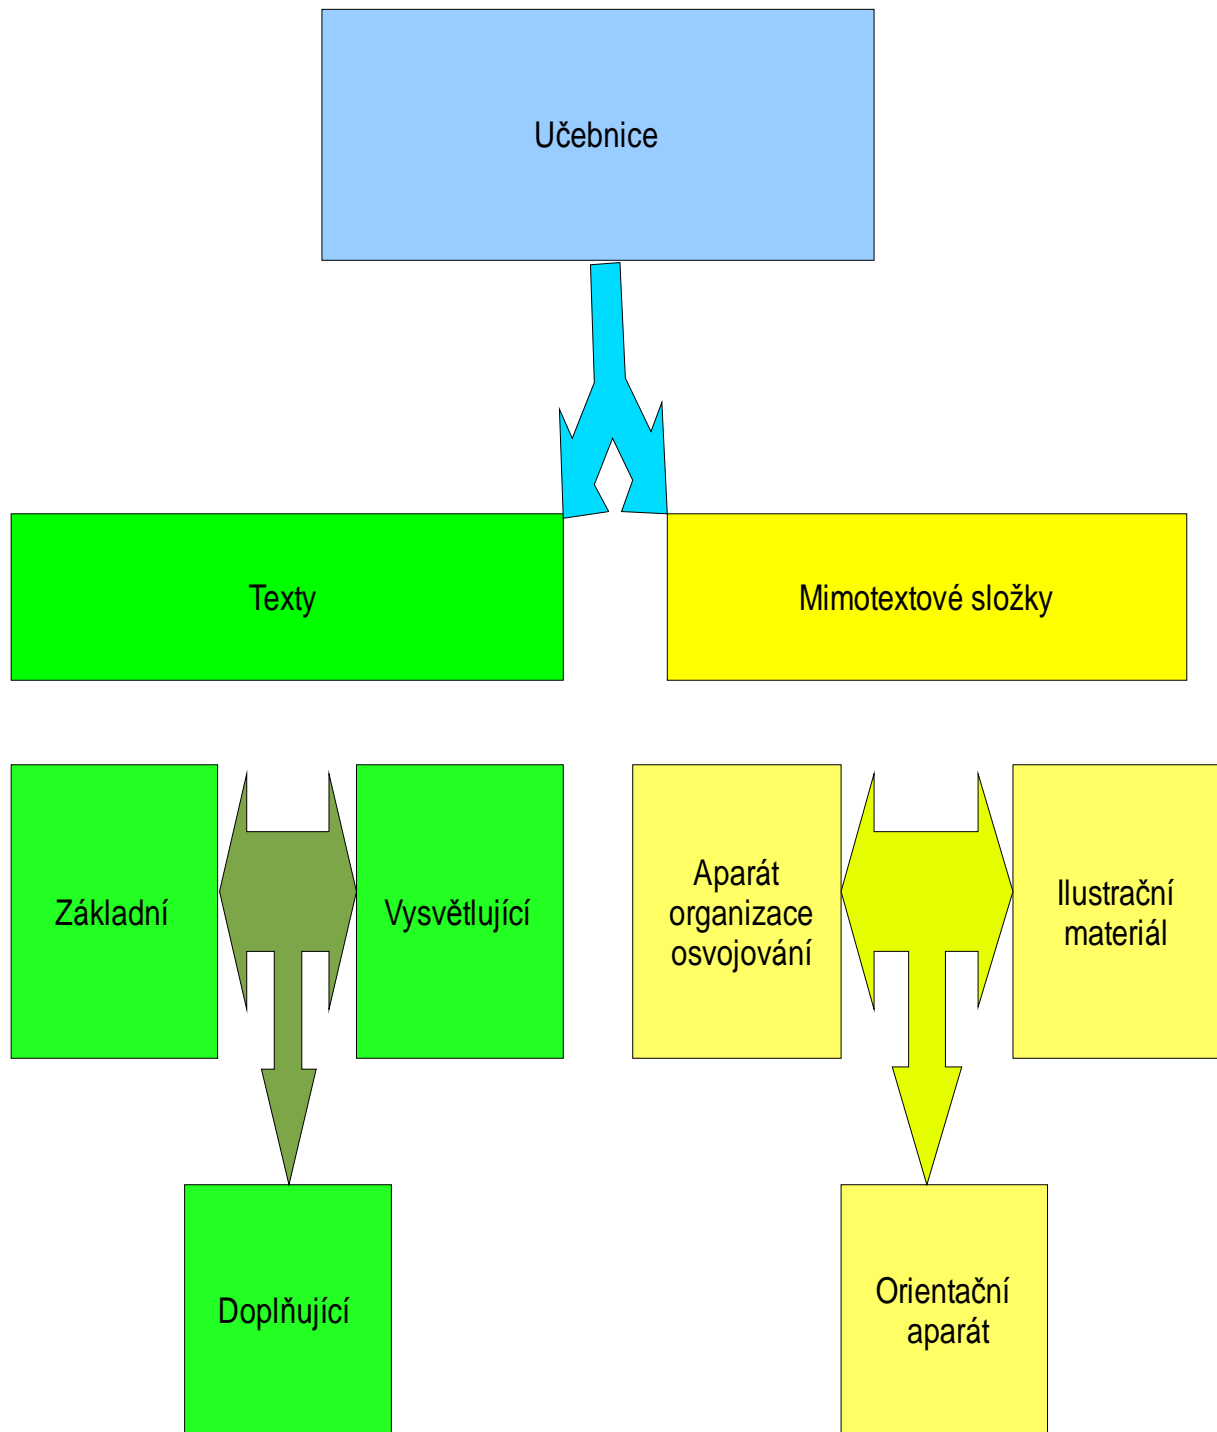 Učebnice
Texty
Mimotextové složky
Základní
Vysvětlující
Aparát
organizace
osvojování
Ilustrační
materiál
Doplňující
Orientační
aparát